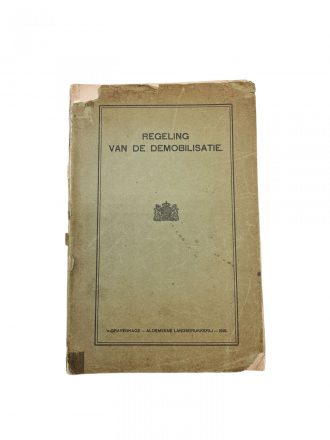 REGELING
VAN DE DEMOBILISATIE.
'S-GRAVENHAGE — ALGEMEENE LANDSDRUKKERIJ —